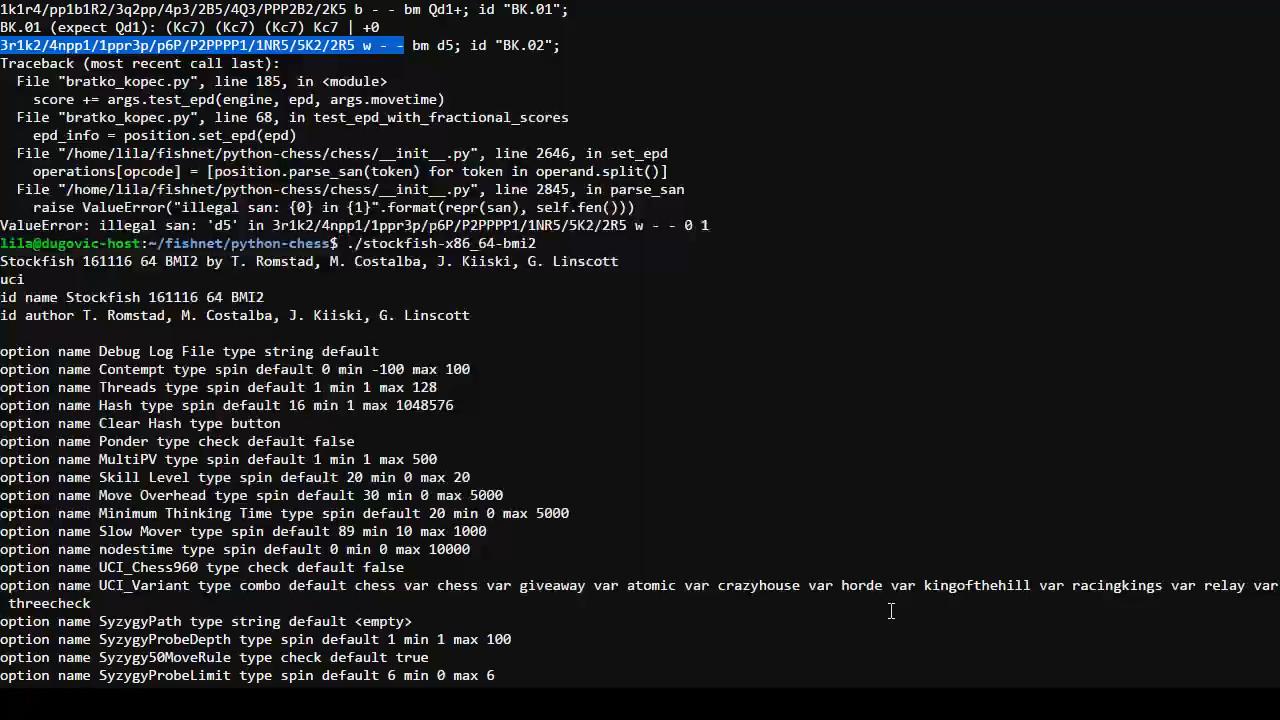 1k1r4/pp1b1R2/3q2pp/4p3/2B5/4Q3/PPP2B2/2K5 b - - bm Qd1+; id "BK.01";
BK.01 (expect Qd1): (Kc7) (Kc7) (Kc7) Kc7 | +0
3r1k2/4npp1/1ppr3p/p6P/P2PPPP1/1NR5/5K2/2R5 w - - bm d5; id "BK.02";
Traceback (most recent call last):
  File "bratko_kopec.py", line 185, in <module>
    score += args.test_epd(engine, epd, args.movetime)
  File "bratko_kopec.py", line 68, in test_epd_with_fractional_scores
    epd_info = position.set_epd(epd)
  File "/home/lila/fishnet/python-chess/chess/__init__.py", line 2646, in set_epd
    operations[opcode] = [position.parse_san(token) for token in operand.split()]
  File "/home/lila/fishnet/python-chess/chess/__init__.py", line 2845, in parse_san
    raise ValueError("illegal san: {0} in {1}".format(repr(san), self.fen()))
ValueError: illegal san: 'd5' in 3r1k2/4npp1/1ppr3p/p6P/P2PPPP1/1NR5/5K2/2R5 w - - 0 1
lila@dugovic-host:~/fishnet/python-chess$ ./stockfish-x86_64-bmi2
Stockfish 161116 64 BMI2 by T. Romstad, M. Costalba, J. Kiiski, G. Linscott
uci
id name Stockfish 161116 64 BMI2
id author T. Romstad, M. Costalba, J. Kiiski, G. Linscott
option name Debug Log File type string default
option name Contempt type spin default 0 min -100 max 100
option name Threads type spin default 1 min 1 max 128
option name Hash type spin default 16 min 1 max 1048576
option name Clear Hash type button
option name Ponder type check default false
option name MultiPV type spin default 1 min 1 max 500
option name Skill Level type spin default 20 min 0 max 20
option name Move Overhead type spin default 30 min 0 max 5000
option name Minimum Thinking Time type spin default 20 min 0 max 5000
option name Slow Mover type spin default 89 min 10 max 1000
option name nodestime type spin default 0 min 0 max 10000
option name UCI_Chess960 type check default false
option name UCI_Variant type combo default chess var chess var giveaway var atomic var crazyhouse var horde var kingofthehill var racingkings var relay var
 threecheck
option name SyzygyPath type string default <empty>
option name SyzygyProbeDepth type spin default 1 min 1 max 100
option name Syzygy50MoveRule type check default true
option name SyzygyProbeLimit type spin default 6 min 0 max 6